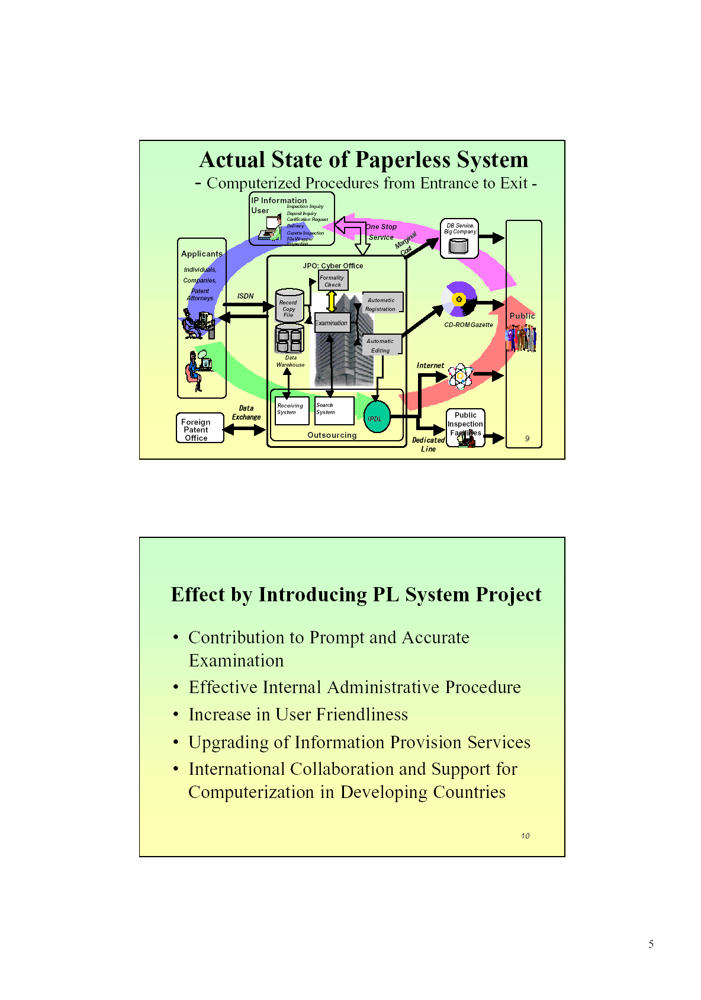 Actual State of Paperless System
- Computerized Procedures from Entrance to Exit -
IP Information
User
Inspection Inquiry
Deposit Inquiry
Certification Request
Delivery
Gazette Inspection
File Wrapper
Inspection
One Stop
Service
Marginal
Cost
DB Service,
Big Company
Applicants
Individuals,
Companies,
Patent
Attorneys
ISDN
JPO: Cyber Office
Formality
Check
Record
Copy
File
Examination
Automatic
Registration
Automatic
Editing
Data
Warehouse
CD-ROM Gazette
Public
Internet
Receiving
System
Search
System
IPDL
Outsourcing
Data
Exchange
Foreign
Patent
Office
Dedicated
Line
Public
Inspection
Facilities
9
Effect by Introducing PL System Project
• Contribution to Prompt and Accurate
Examination
• Effective Internal Administrative Procedure
• Increase in User Friendliness
• Upgrading of Information Provision Services
• International Collaboration and Support for
Computerization in Developing Countries
10
5